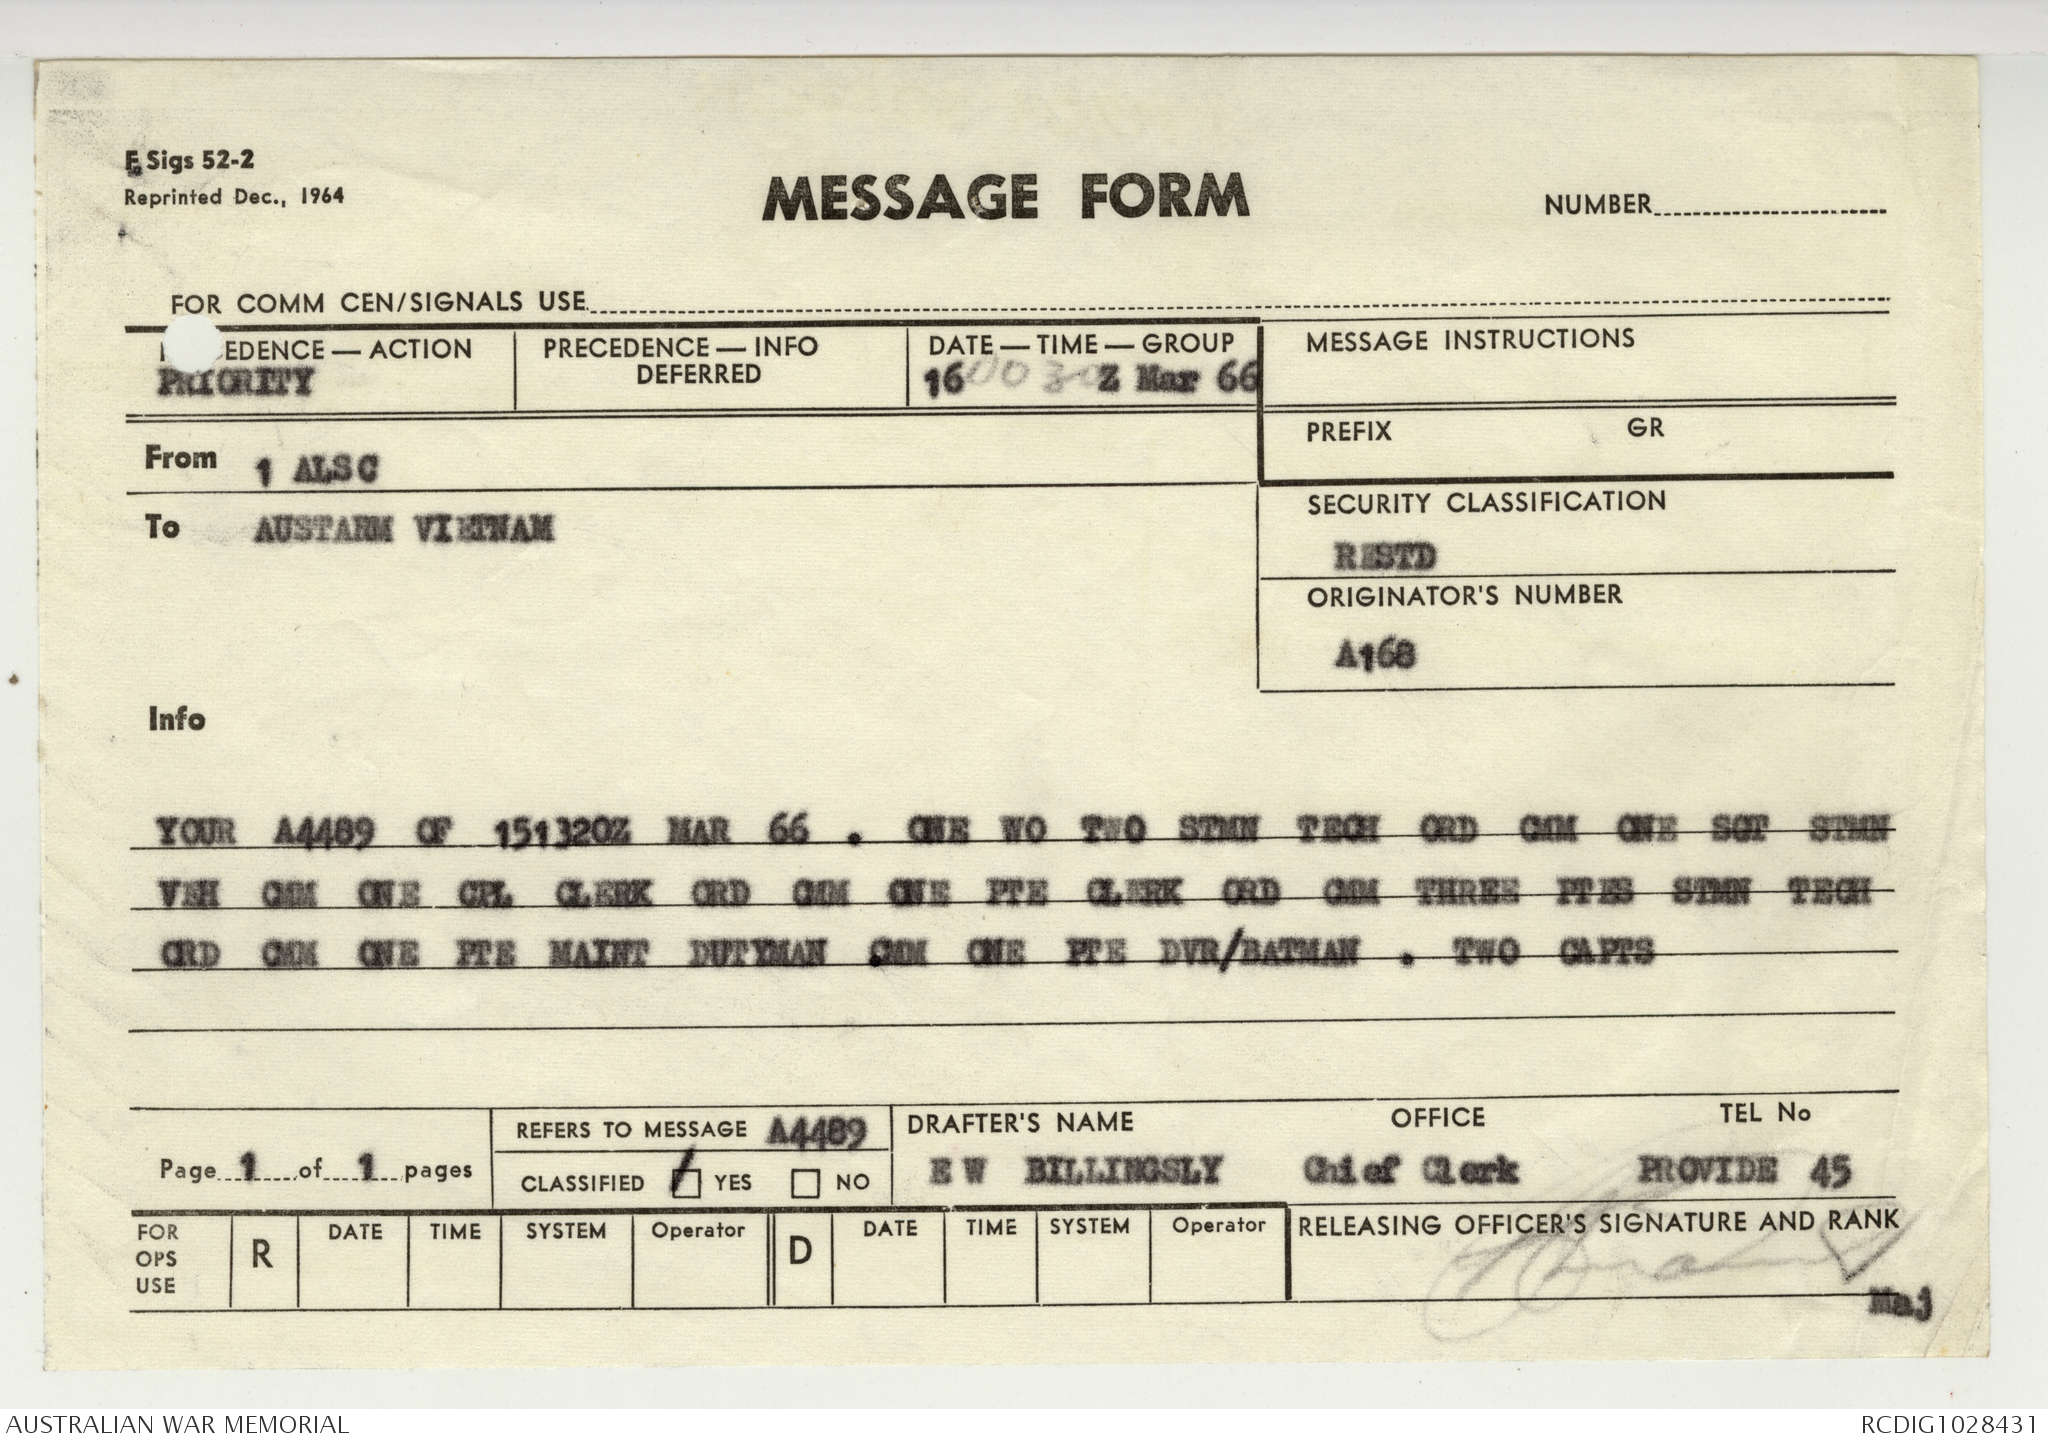 F Sigs 52-2
Reprinted Dec., 1964
MESSAGE FORM
NUMBER
FOR COMM CEN/SIGNALS USE
EDENCE — ACTION
PRIORITY
PRECEDENCE — INFO
DEFERRED
DATE — TIME — GROUP
160030Z Mar 66
MESSAGE INSTRUCTIONS
PREFIX GR
From 1 ALSC
To AUSTARM VIETNAM
SECURITY CLASSIFICATION
RESTD
ORIGINATOR'S NUMBER
A168
Info
YOUR A4489 OF 151320Z MAR 66 . ONE WO TWO STMN TECH ORD CMM ONE SGT STMN
VEH CMM ONE CPL CLERK ORD CMM ONE PTE CLERK ORD CMM THREE PTES STMN TECH
ORD CMM ONE PTE MAINT DUTYMAN CMM ONE PTE DVR/BATMAN . TWO CAPTS
Page 1 of 1 pages
REFERS TO MESSAGE A4489
CLASSIFIED / YES NO
DRAFTER'S NAME OFFICE TEL No
E W BILLINGSLY Chief Clerk PROVIDE 45
FOR
OPS
USE
R DATE TIME SYSTEM Operator D DATE TIME SYSTEM Operator
RELEASING OFFICER'S SIGNATURE AND RANK
Maj
AUSTRALIAN WAR MEMORIAL
RCDIG1028431